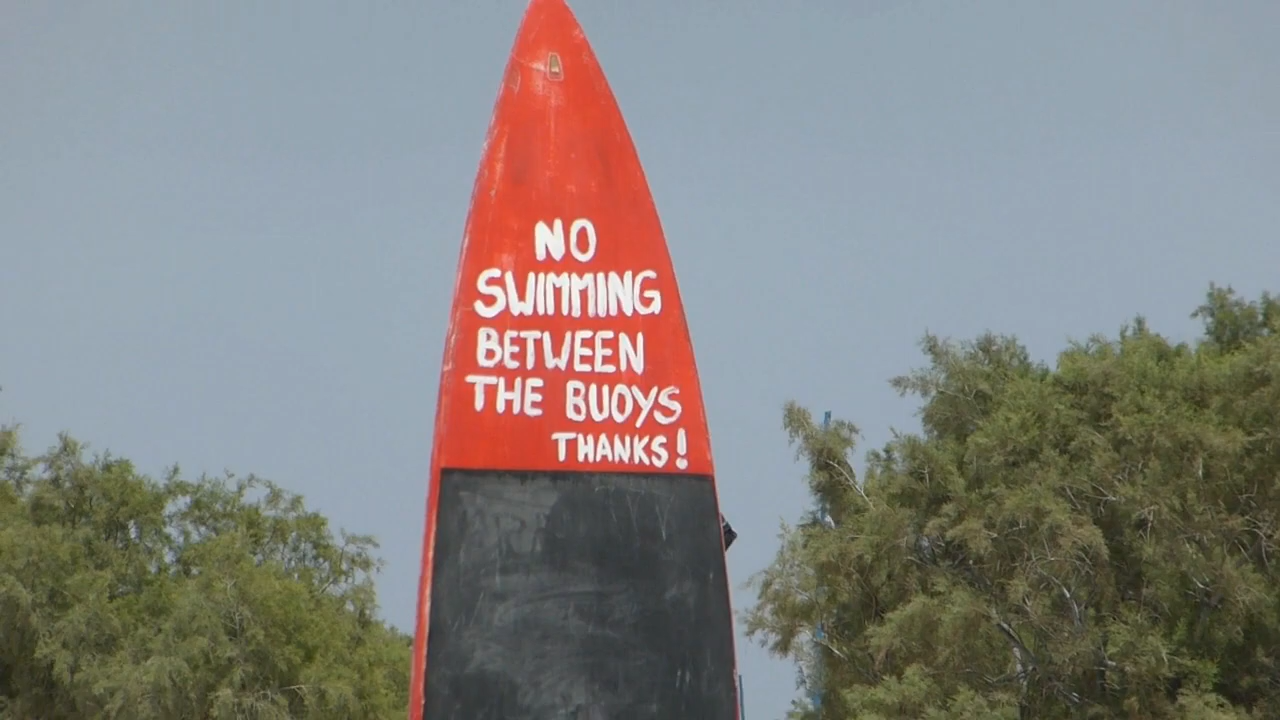 NO
SWIMMING
BETWEEN
THE BUOYS
THANKS!